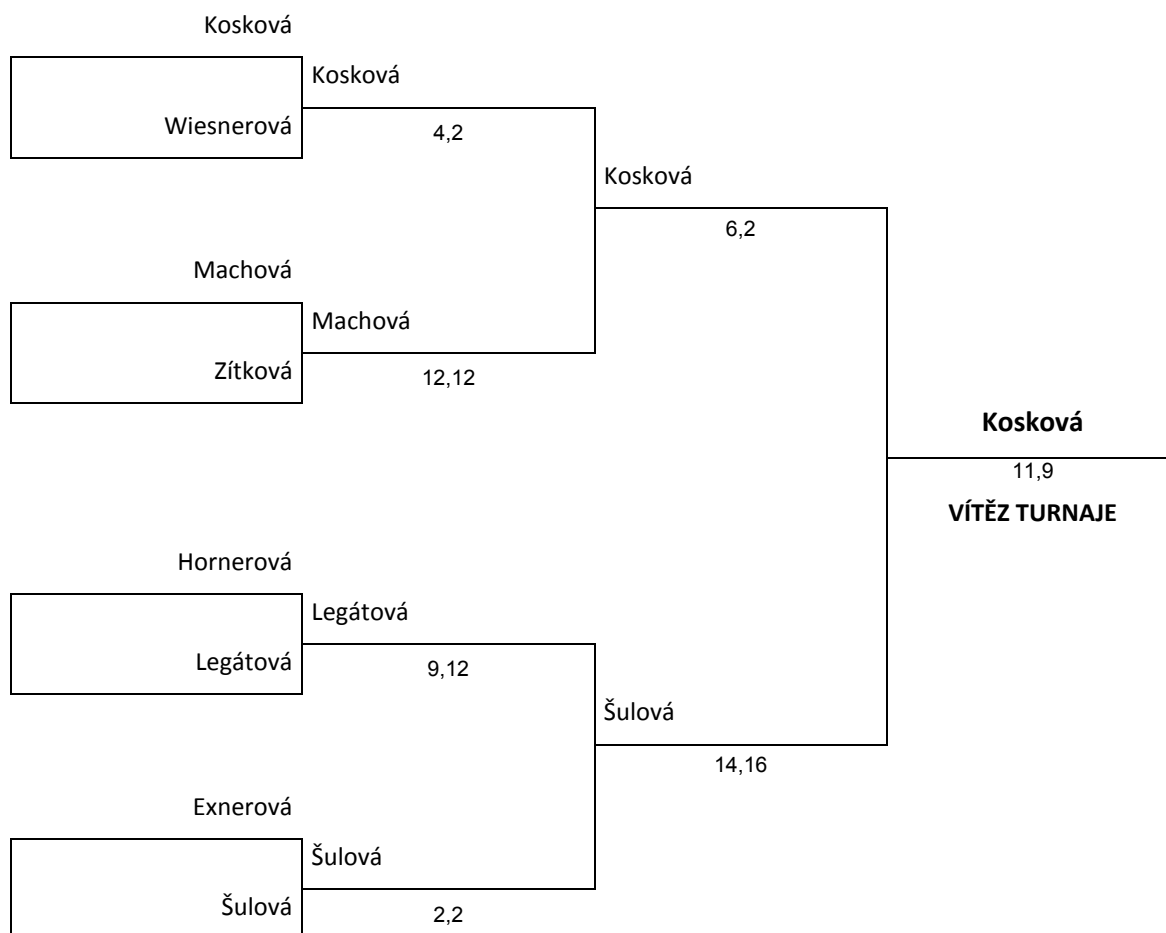 Kosková
Kosková
Wiesnerová
4,2
Kosková
6,2
Machová
Machová
Zítková
12,12
Kosková
11,9
VÍTĚZ TURNAJE
Hornerová
Legátová
Legátová
9,12
Šulová
14,16
Exnerová
Šulová
Šulová
2,2